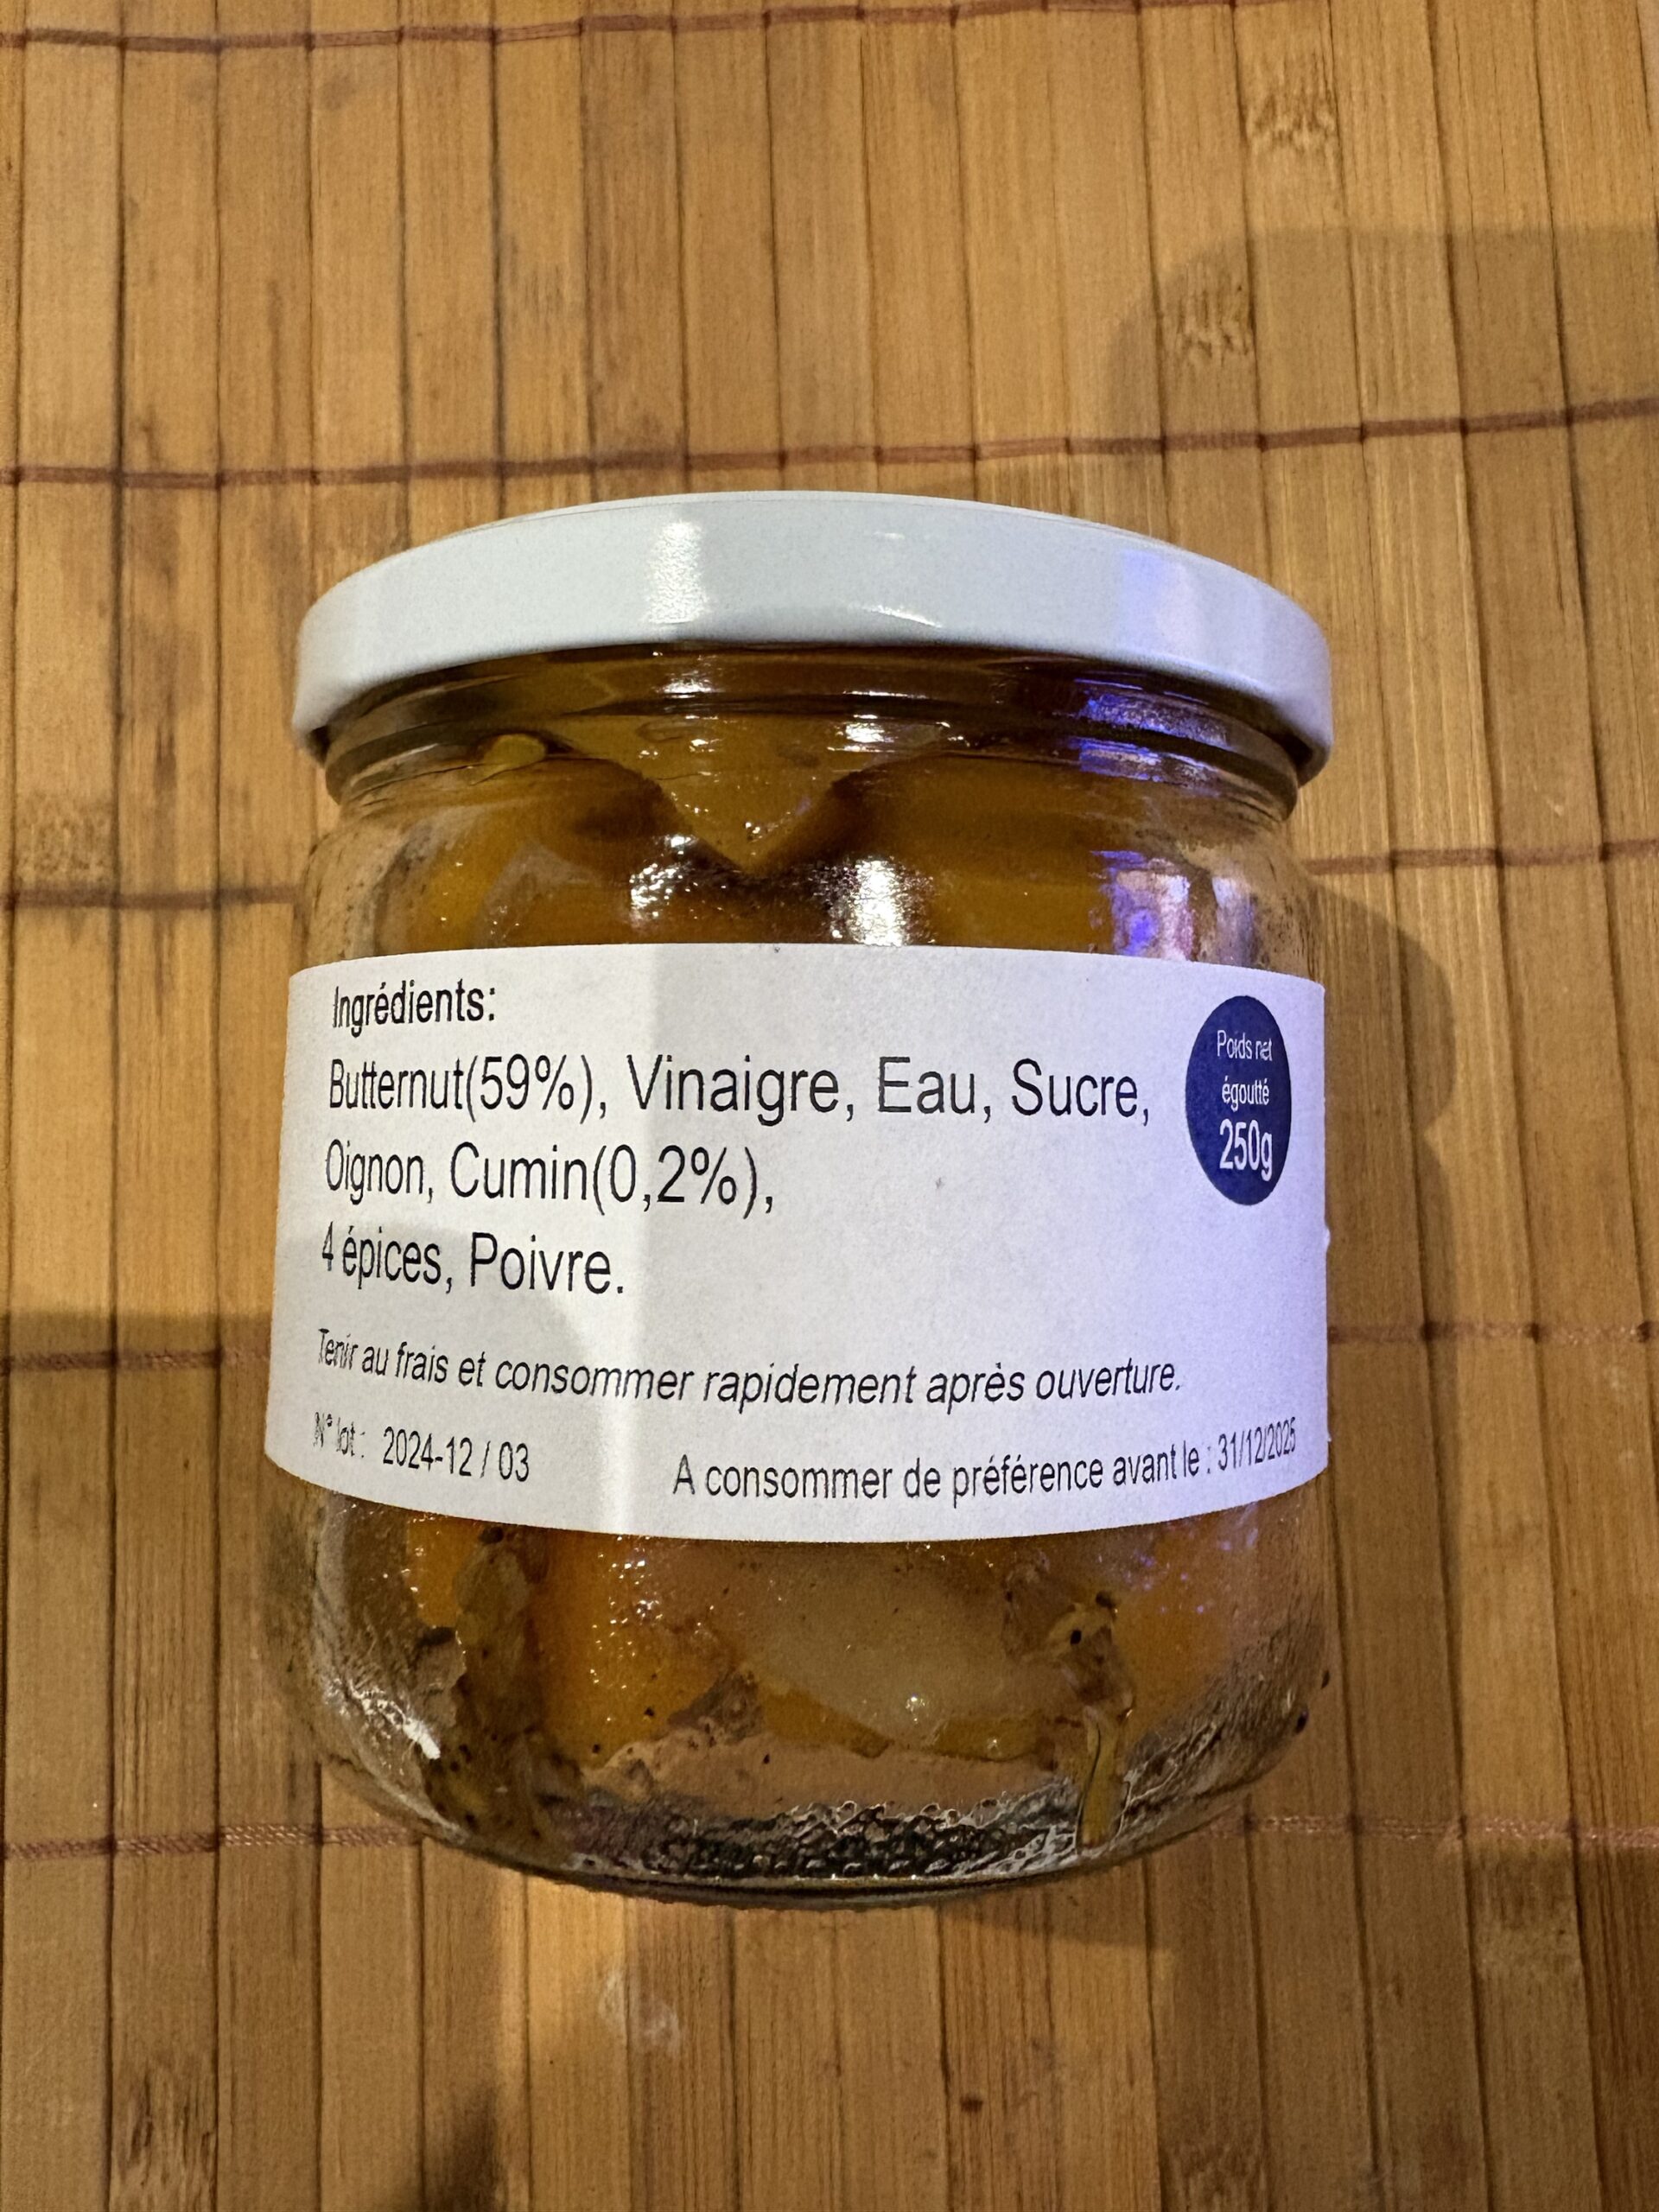 Ingrédients:
Butternut(59%), Vinaigre, Eau, Sucre,
Oignon, Cumin(0,2%),
4 épices, Poivre.
Poids net
égoutté
250g
Tenir au frais et consommer rapidement après ouverture.
N° lot : 2024-12 / 03
A consommer de préférence avant le : 31/12/2025